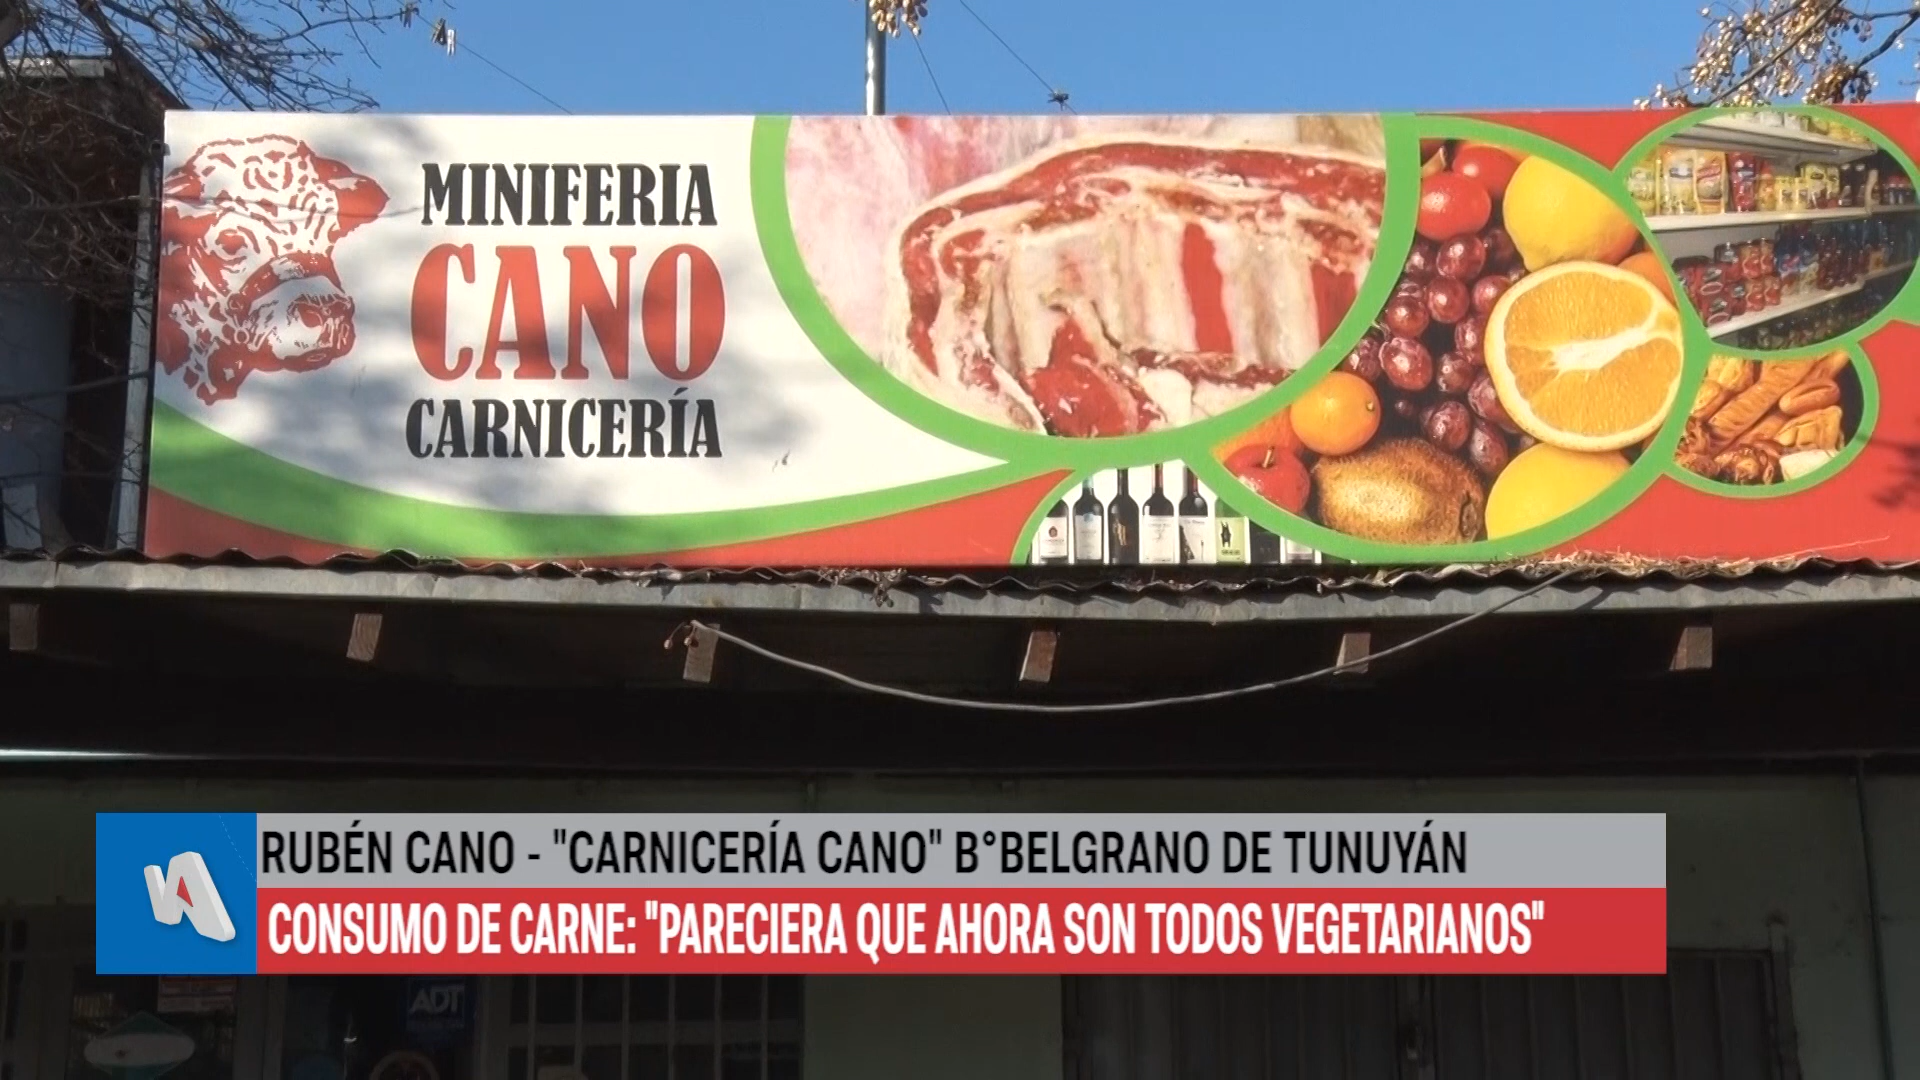 MINIFERIA
CANO
CARNICERÍA
RUBÉN CANO - "CARNICERÍA CANO" B°BELGRANO DE TUNUYÁN
CONSUMO DE CARNE: "PARECIERA QUE AHORA SON TODOS VEGETARIANOS"
ADT